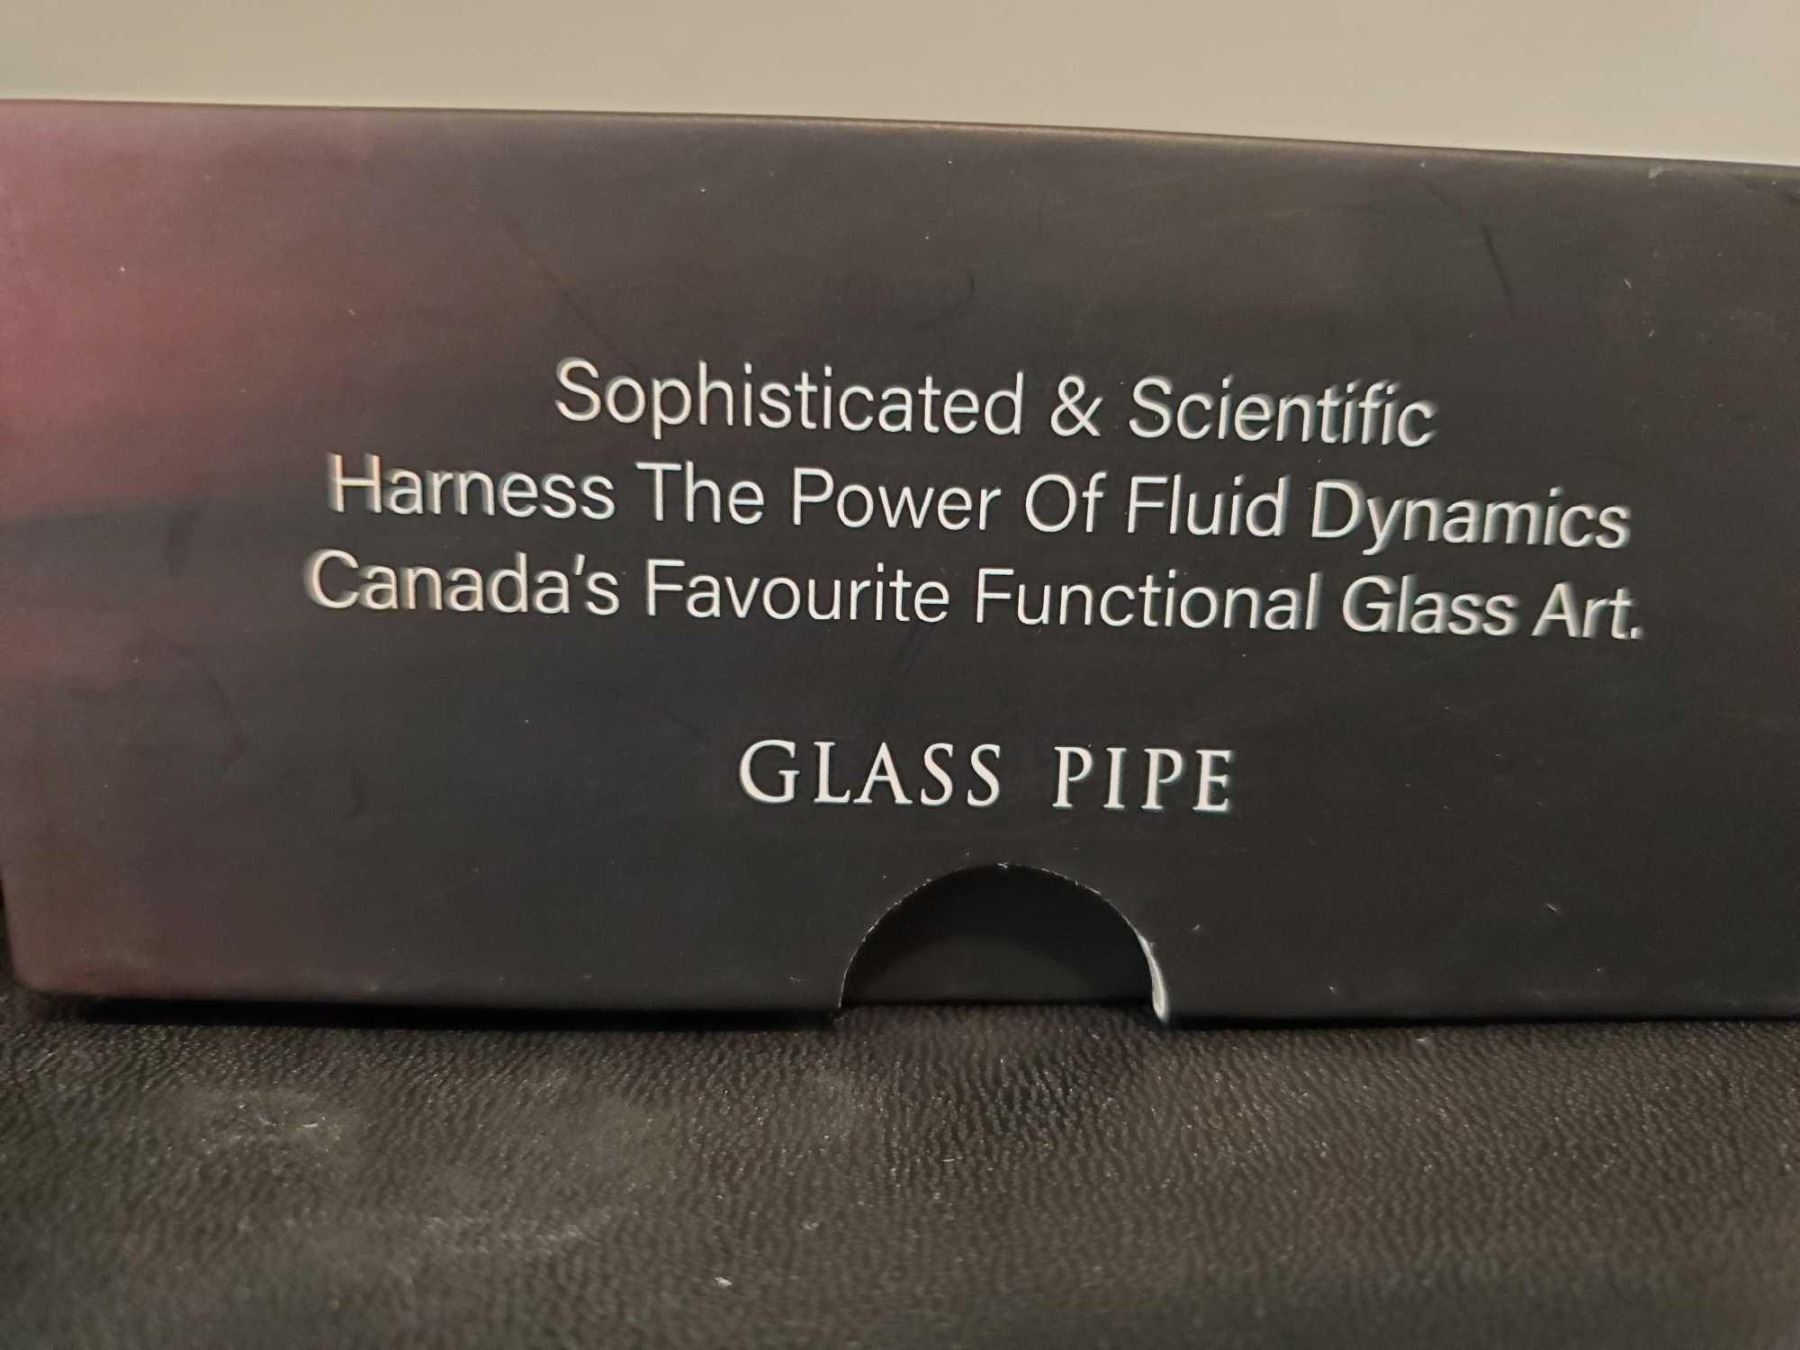 Sophisticated & Scientific
Harness The Power Of Fluid Dynamics
Canada's Favourite Functional Glass Art.
GLASS PIPE